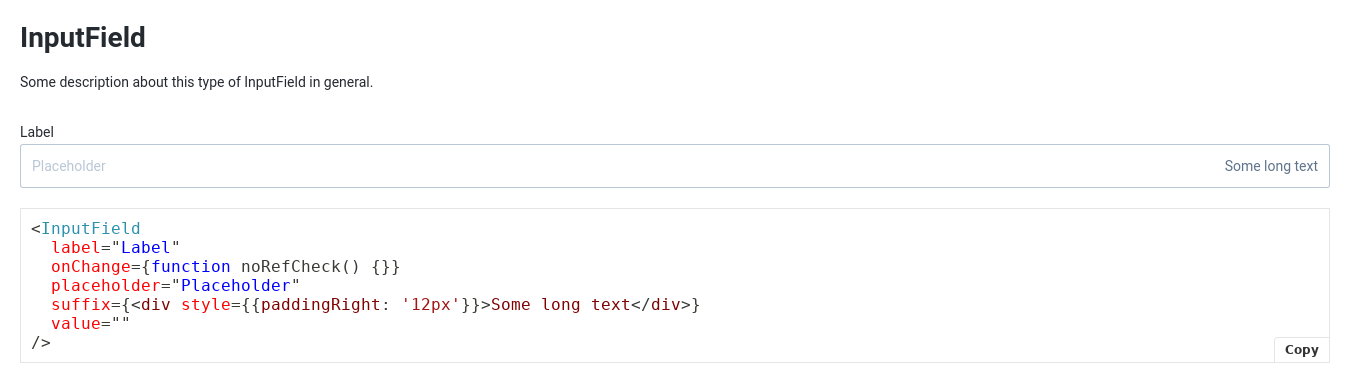 InputField
Some description about this type of InputField in general.
Label
Placeholder Some long text
<InputField
  label="Label"
  onChange={function noRefCheck() {}}
  placeholder="Placeholder"
  suffix={<div style={{paddingRight: '12px'}}>Some long text</div>}
  value=""
/>
Copy